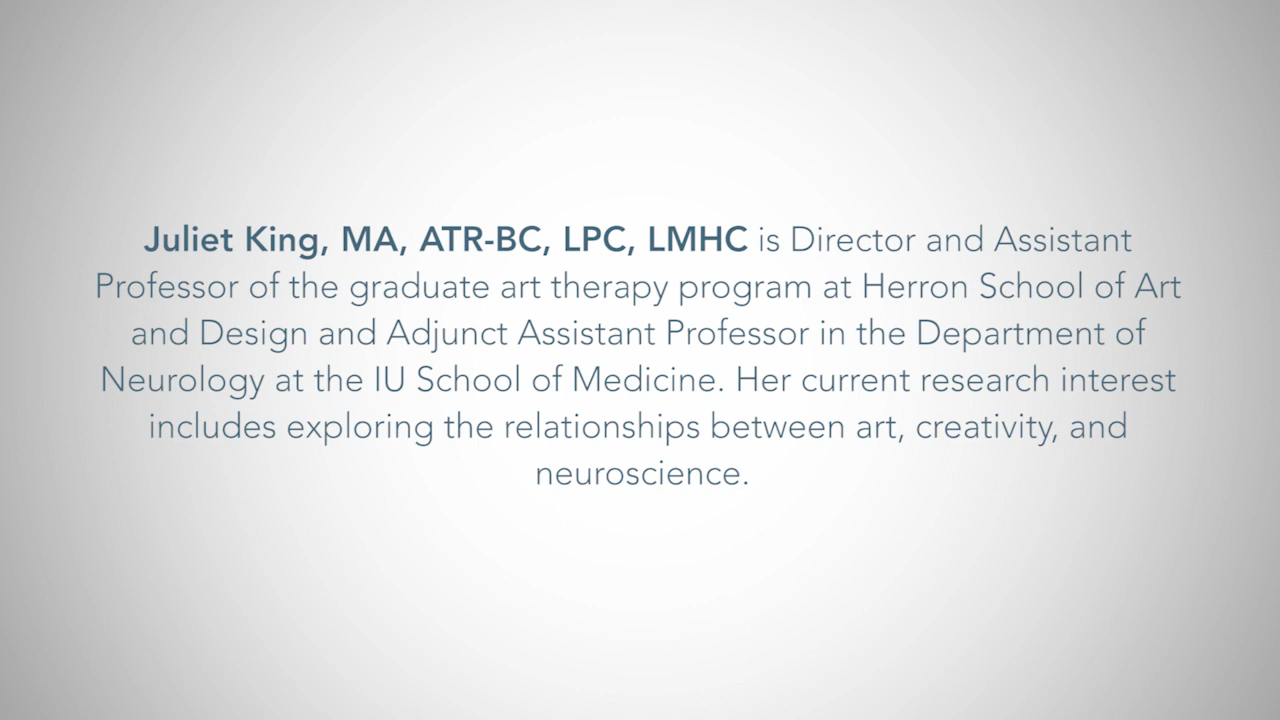 Juliet King, MA, ATR-BC, LPC, LMHC is Director and Assistant
Professor of the graduate art therapy program at Herron School of Art
and Design and Adjunct Assistant Professor in the Department of
Neurology at the IU School of Medicine. Her current research interest
includes exploring the relationships between art, creativity, and
neuroscience.